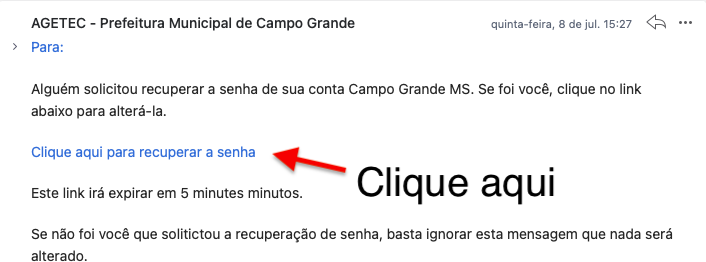 AGETEC - Prefeitura Municipal de Campo Grande
quinta-feira, 8 de jul. 15:27
Para:
Alguém solicitou recuperar a senha de sua conta Campo Grande MS. Se foi você, clique no link
abaixo para alterá-la.
Clique aqui para recuperar a senha
Clique aqui
Este link irá expirar em 5 minutes minutos.
Se não foi você que solitictou a recuperação de senha, basta ignorar esta mensagem que nada será
alterado.